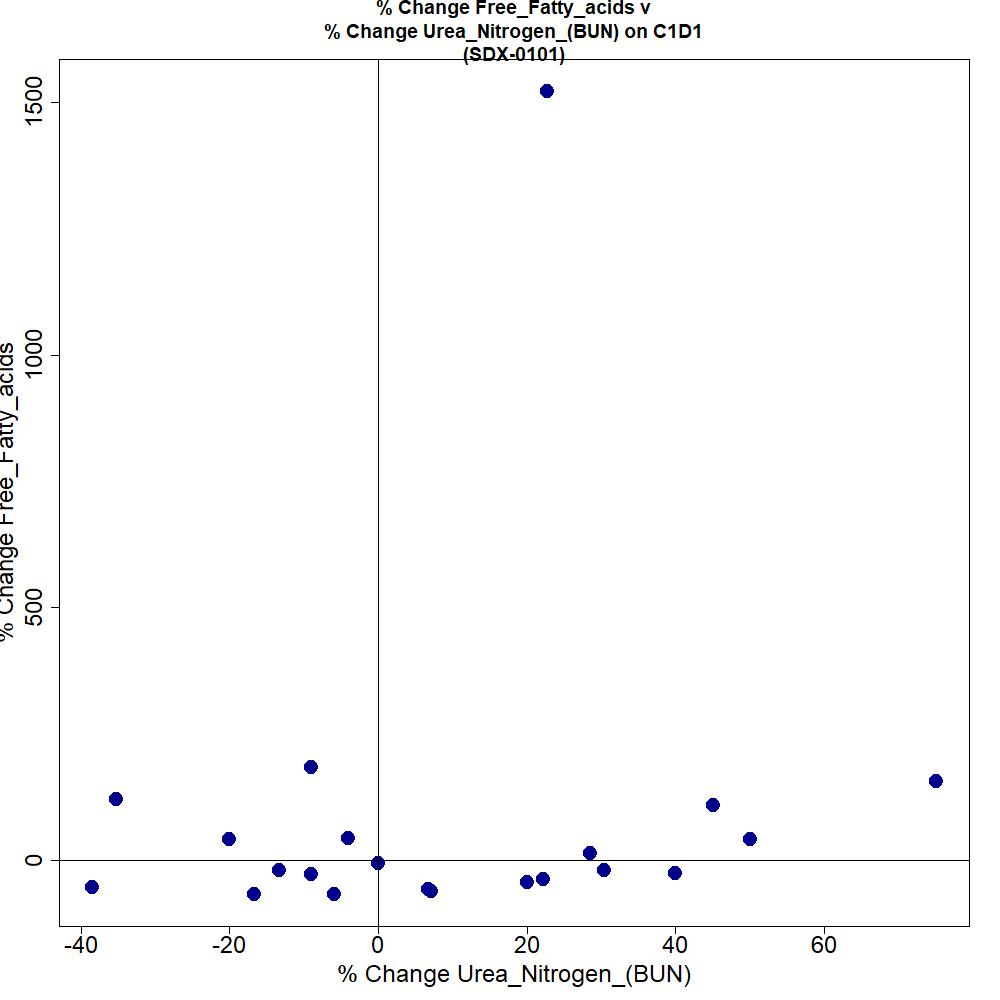 % Change Free_Fatty_acids v
% Change Urea_Nitrogen_(BUN) on C1D1
(SDX-0101)
% Change Free_Fatty_acids
1500
1000
500
0
-40
-20
0
20
40
60
% Change Urea_Nitrogen_(BUN)